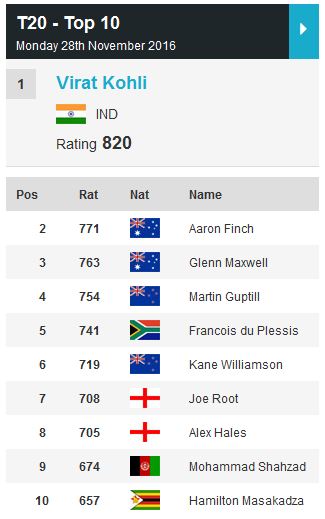 T20 - Top 10
Monday 28th November 2016
1 Virat Kohli
IND
Rating 820
Pos Rat Nat Name
2 771 Aaron Finch
3 763 Glenn Maxwell
4 754 Martin Guptill
5 741 Francois du Plessis
6 719 Kane Williamson
7 708 Joe Root
8 705 Alex Hales
9 674 Mohammad Shahzad
10 657 Hamilton Masakadza